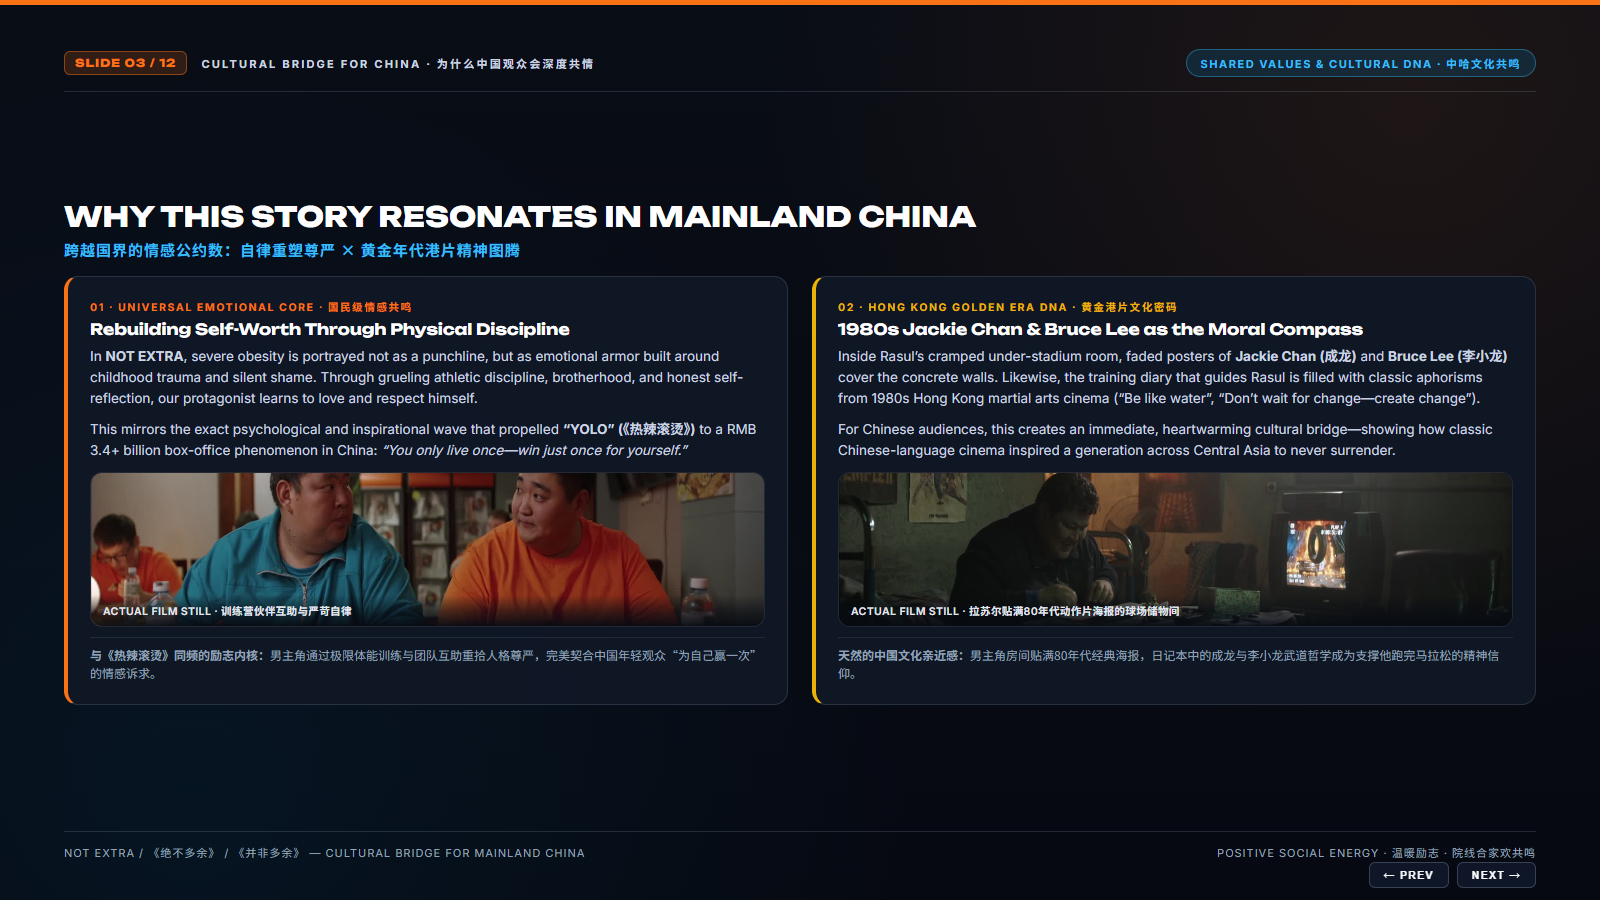 SLIDE 03 / 12
CULTURAL BRIDGE FOR CHINA · 为什么中国观众会深度共情
SHARED VALUES & CULTURAL DNA · 中哈文化共鸣
WHY THIS STORY RESONATES IN MAINLAND CHINA
跨越国界的情感公约数：自律重塑尊严 × 黄金年代港片精神图腾
01 · UNIVERSAL EMOTIONAL CORE · 国民级情感共鸣
Rebuilding Self-Worth Through Physical Discipline
In NOT EXTRA, severe obesity is portrayed not as a punchline, but as emotional armor built around
childhood trauma and silent shame. Through grueling athletic discipline, brotherhood, and honest self-
reflection, our protagonist learns to love and respect himself.
This mirrors the exact psychological and inspirational wave that propelled “YOLO” (《热辣滚烫》) to a RMB
3.4+ billion box-office phenomenon in China: “You only live once—win just once for yourself.”
ACTUAL FILM STILL · 训练营伙伴互助与严苛自律
与《热辣滚烫》同频的励志内核：男主角通过极限体能训练与团队互助重拾人格尊严，完美契合中国年轻观众“为自己赢一次”
的情感诉求。
02 · HONG KONG GOLDEN ERA DNA · 黄金港片文化密码
1980s Jackie Chan & Bruce Lee as the Moral Compass
Inside Rasul’s cramped under-stadium room, faded posters of Jackie Chan (成龙) and Bruce Lee (李小龙)
cover the concrete walls. Likewise, the training diary that guides Rasul is filled with classic aphorisms
from 1980s Hong Kong martial arts cinema (“Be like water”, “Don’t wait for change—create change”).
For Chinese audiences, this creates an immediate, heartwarming cultural bridge—showing how classic
Chinese-language cinema inspired a generation across Central Asia to never surrender.
ACTUAL FILM STILL · 拉苏尔贴满80年代动作片海报的球场储物间
天然的中国文化亲近感：男主角房间贴满80年代经典海报，日记本中的成龙与李小龙武道哲学成为支撑他跑完马拉松的精神信
仰。
NOT EXTRA / 《绝不多余》 / 《并非多余》 — CULTURAL BRIDGE FOR MAINLAND CHINA
POSITIVE SOCIAL ENERGY · 温暖励志 · 院线合家欢共鸣
← PREV
NEXT →